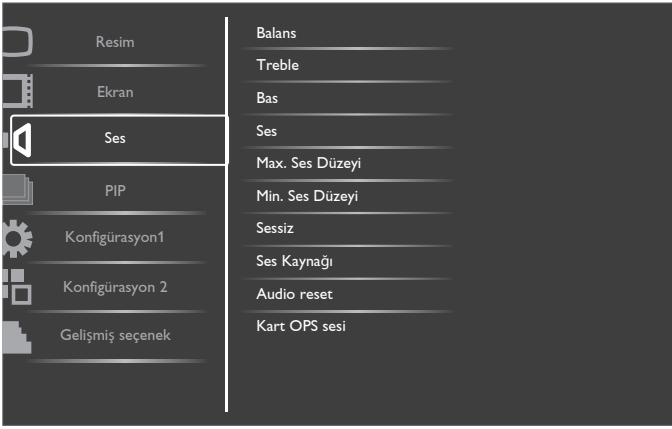 Resim
Ekran
Ses
PIP
Konfigürasyon1
Konfigürasyon 2
Gelişmiş seçenek
Balans
Treble
Bas
Ses
Max. Ses Düzeyi
Min. Ses Düzeyi
Sessiz
Ses Kaynağı
Audio reset
Kart OPS sesi